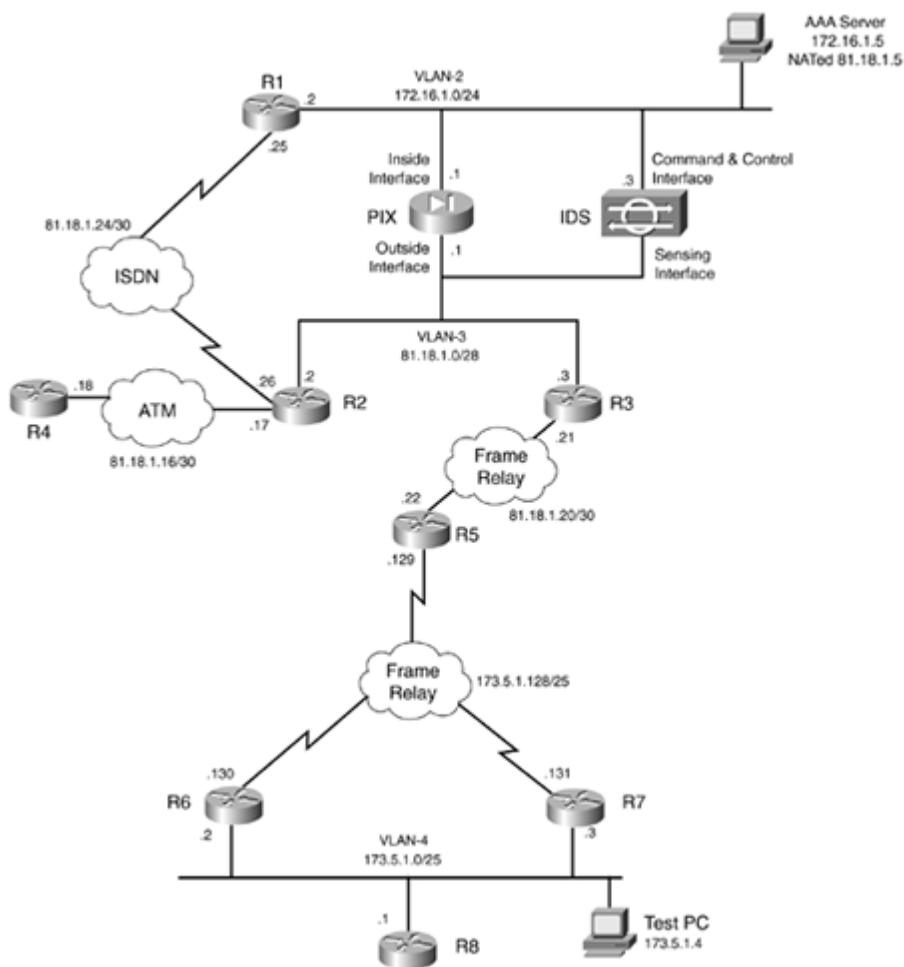 AAA Server
172.16.1.5
NATed 81.18.1.5
VLAN-2
172.16.1.0/24
R1
.2
.25
Inside
Interface
.1
PIX
Outside
Interface
.1
Command & Control
Interface
.3
IDS
Sensing
Interface
81.18.1.24/30
ISDN
VLAN-3
81.18.1.0/28
.26
.2
R2
.17
.18
R4
ATM
81.18.1.16/30
.3
R3
.21
Frame
Relay
81.18.1.20/30
.22
R5
.129
Frame
Relay
173.5.1.128/25
.130
R6
.2
.131
R7
.3
VLAN-4
173.5.1.0/25
.1
R8
Test PC
173.5.1.4